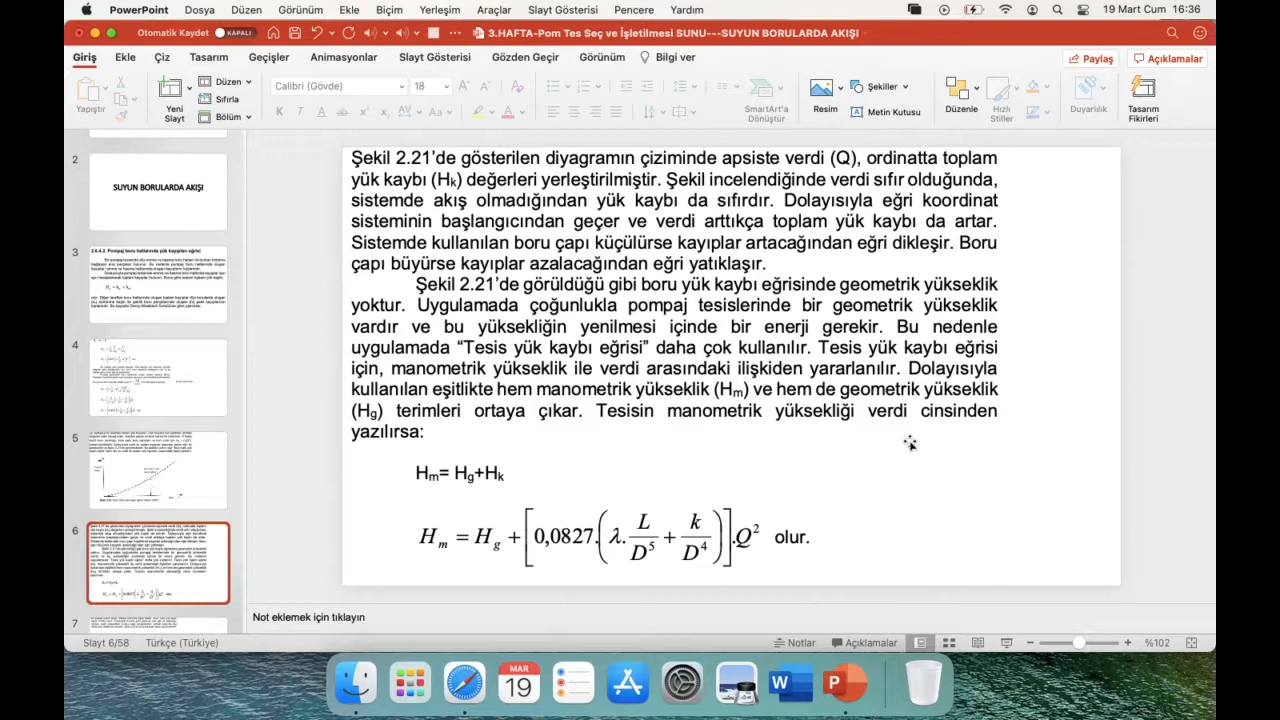 PowerPoint Dosya Düzen Görünüm Ekle Biçim Yerleşim Araçlar Slayt Gösterisi Pencere Yardım 19 Mart Cum 16:36
Otomatik Kaydet KAPALI 3.HAFTA-Pom Tes Seç ve İşletilmesi SUNU---SUYUN BORULARDA AKIŞI
Giriş Ekle Çiz Tasarım Geçişler Animasyonlar Slayt Gösterisi Gözden Geçir Görünüm Bilgi ver Paylaş Açıklamalar
Yapıştır Yeni Slayt Düzen Sıfırla Bölüm Calibri (Gövde) 18 SmartArt'a Dönüştür Resim Şekiller Metin Kutusu Düzenle Hızlı Stiller Duyarlılık Tasarım Fikirleri
2
SUYUN BORULARDA AKIŞI
3
4
5
6
7
Şekil 2.21'de gösterilen diyagramın çiziminde apsiste verdi (Q), ordinatta toplam
yük kaybı (Hk) değerleri yerleştirilmiştir. Şekil incelendiğinde verdi sıfır olduğunda,
sistemde akış olmadığından yük kaybı da sıfırdır. Dolayısıyla eğri koordinat
sisteminin başlangıcından geçer ve verdi arttıkça toplam yük kaybı da artar.
Sistemde kullanılan boru çapı küçülürse kayıplar artacağından eğri dikleşir. Boru
çapı büyürse kayıplar azalacağından eğri yatıklaşır.
Şekil 2.21'de görüldüğü gibi boru yük kaybı eğrisinde geometrik yükseklik
yoktur. Uygulamada çoğunlukla pompaj tesislerinde bir geometrik yükseklik
vardır ve bu yüksekliğin yenilmesi içinde bir enerji gerekir. Bu nedenle
uygulamada “Tesis yük kaybı eğrisi” daha çok kullanılır. Tesis yük kaybı eğrisi
için, manometrik yükseklik ile verdi arasındaki ilişkiden yararlanılır. Dolayısıyla
kullanılan eşitlikte hem manometrik yükseklik (Hm) ve hem de geometrik yükseklik
(Hg) terimleri ortaya çıkar. Tesisin manometrik yüksekliği verdi cinsinden
yazılırsa:
Hm= Hg+Hk
H_m = H_g + [0,0827.(λ. L/D^5 + k/D^4)].Q^2 olur.
Not eklemek için tıklayın
Slayt 6/58 Türkçe (Türkiye) Notlar Açıklamalar %102
MAR
19